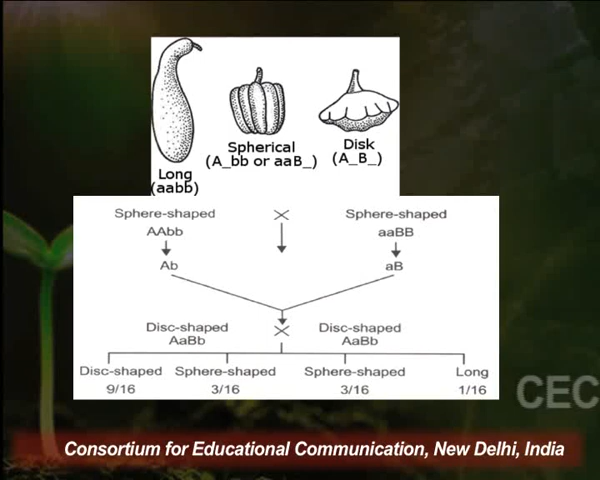 Long
(aabb)
Spherical
(A_bb or aaB_)
Disk
(A_B_)
Sphere-shaped × Sphere-shaped
AAbb aaBB
Ab aB
Disc-shaped × Disc-shaped
AaBb AaBb
Disc-shaped Sphere-shaped Sphere-shaped Long
9/16 3/16 3/16 1/16
CEC
Consortium for Educational Communication, New Delhi, India